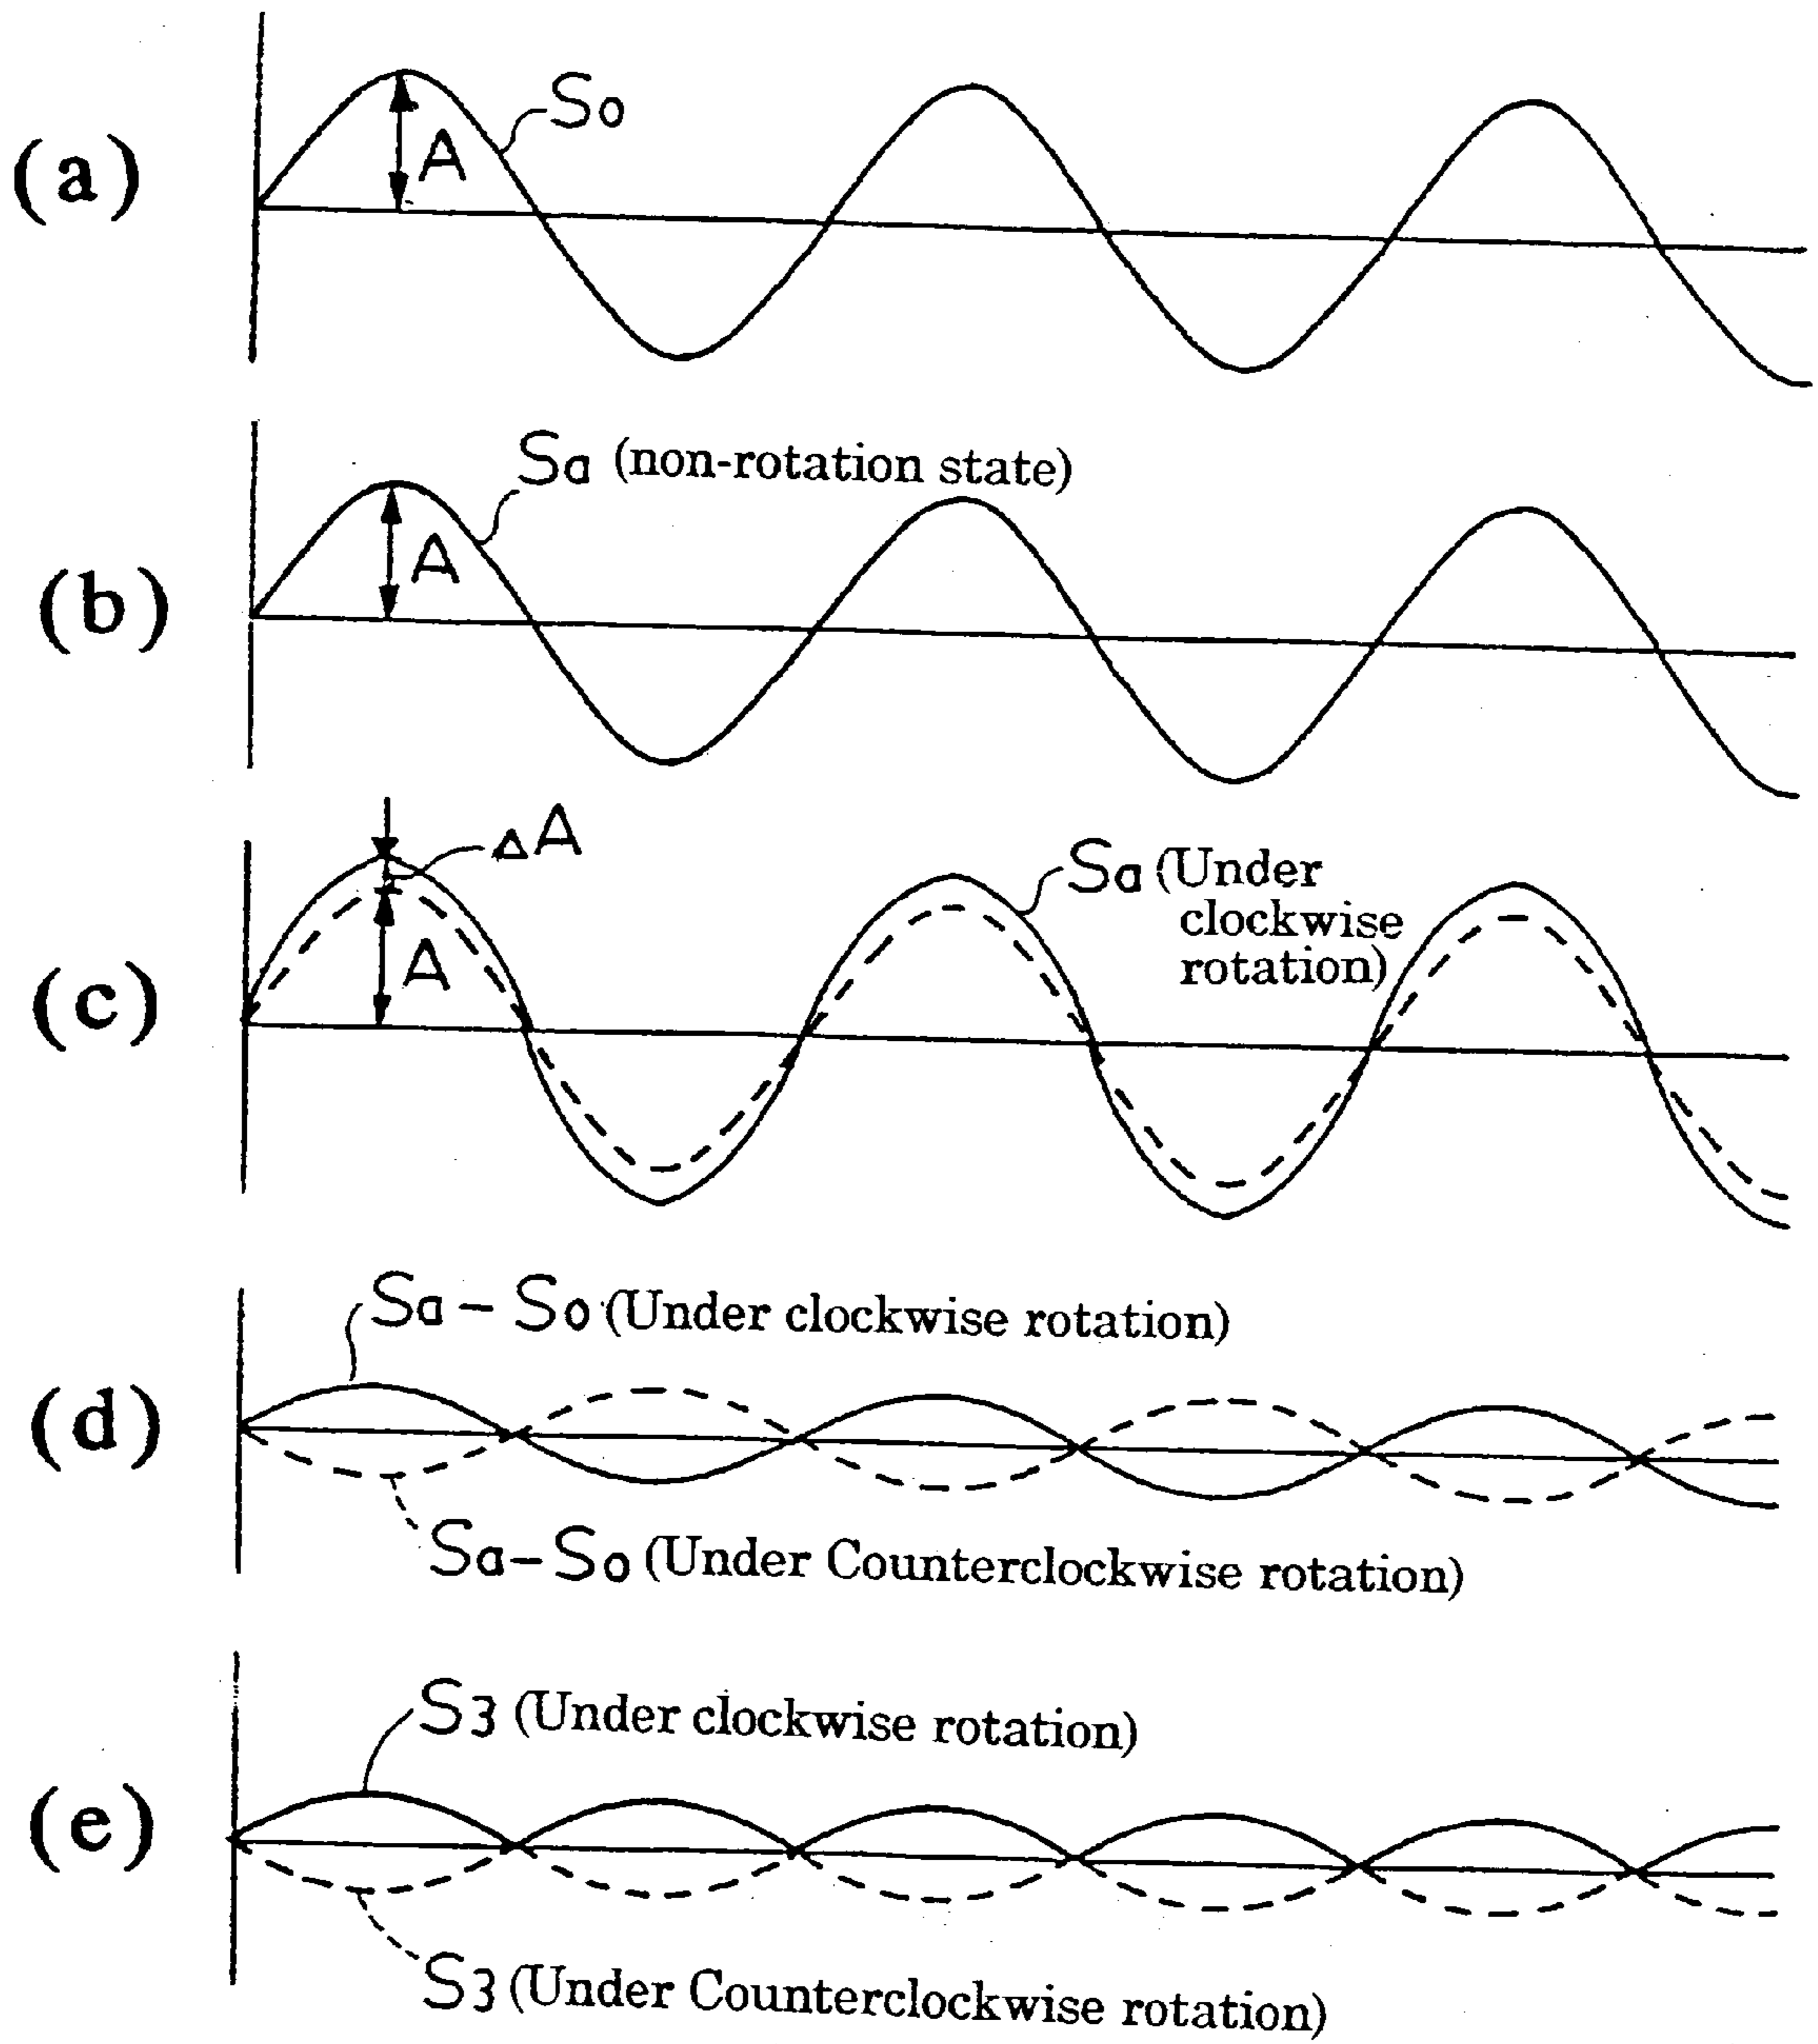 (a)
So
A
(b)
Sa (non-rotation state)
A
(c)
ΔA
A
Sa (Under
clockwise
rotation)
(d)
Sa - So (Under clockwise rotation)
Sa-So (Under Counterclockwise rotation)
(e)
S3 (Under clockwise rotation)
S3 (Under Counterclockwise rotation)